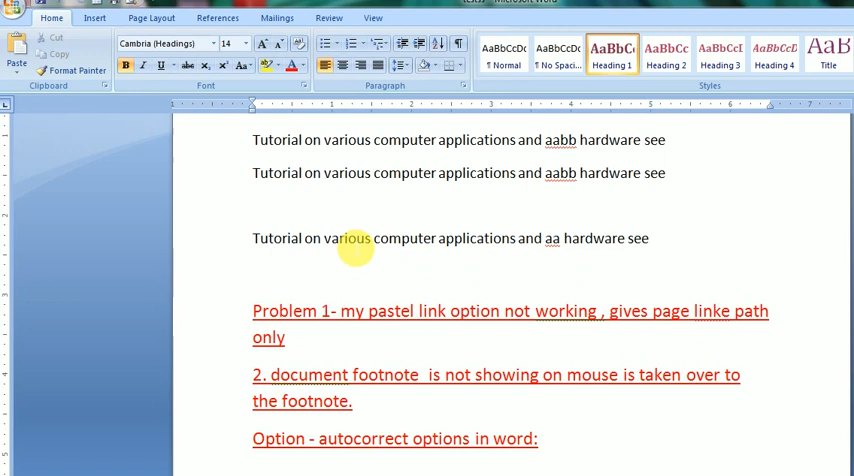 Home Insert Page Layout References Mailings Review View
Cut
Copy
Paste
Format Painter
Clipboard
Cambria (Headings) 14
Font
Paragraph
AaBbCcDc AaBbCcDc AaBbCc AaBbCc AaBbCcI AaBbCcD AaB
¶ Normal ¶ No Spaci... Heading 1 Heading 2 Heading 3 Heading 4 Title
Styles
Tutorial on various computer applications and aabb hardware see
Tutorial on various computer applications and aabb hardware see
Tutorial on various computer applications and aa hardware see
Problem 1- my pastel link option not working , gives page linke path
only
2. document footnote  is not showing on mouse is taken over to
the footnote.
Option - autocorrect options in word: